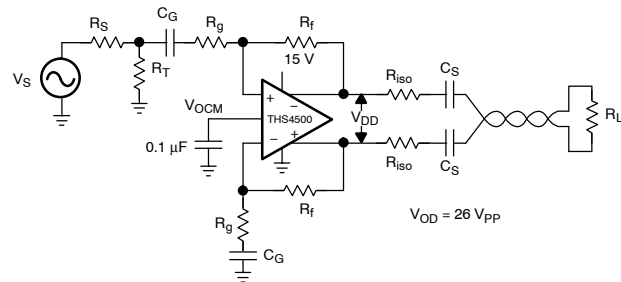 R_S
C_G
R_g
R_f
15 V
V_S
R_T
V_OCM
0.1 μF
+
−
THS4500
−
+
V_DD
R_iso
C_S
R_iso
C_S
R_L
R_f
R_g
C_G
V_OD = 26 V_PP